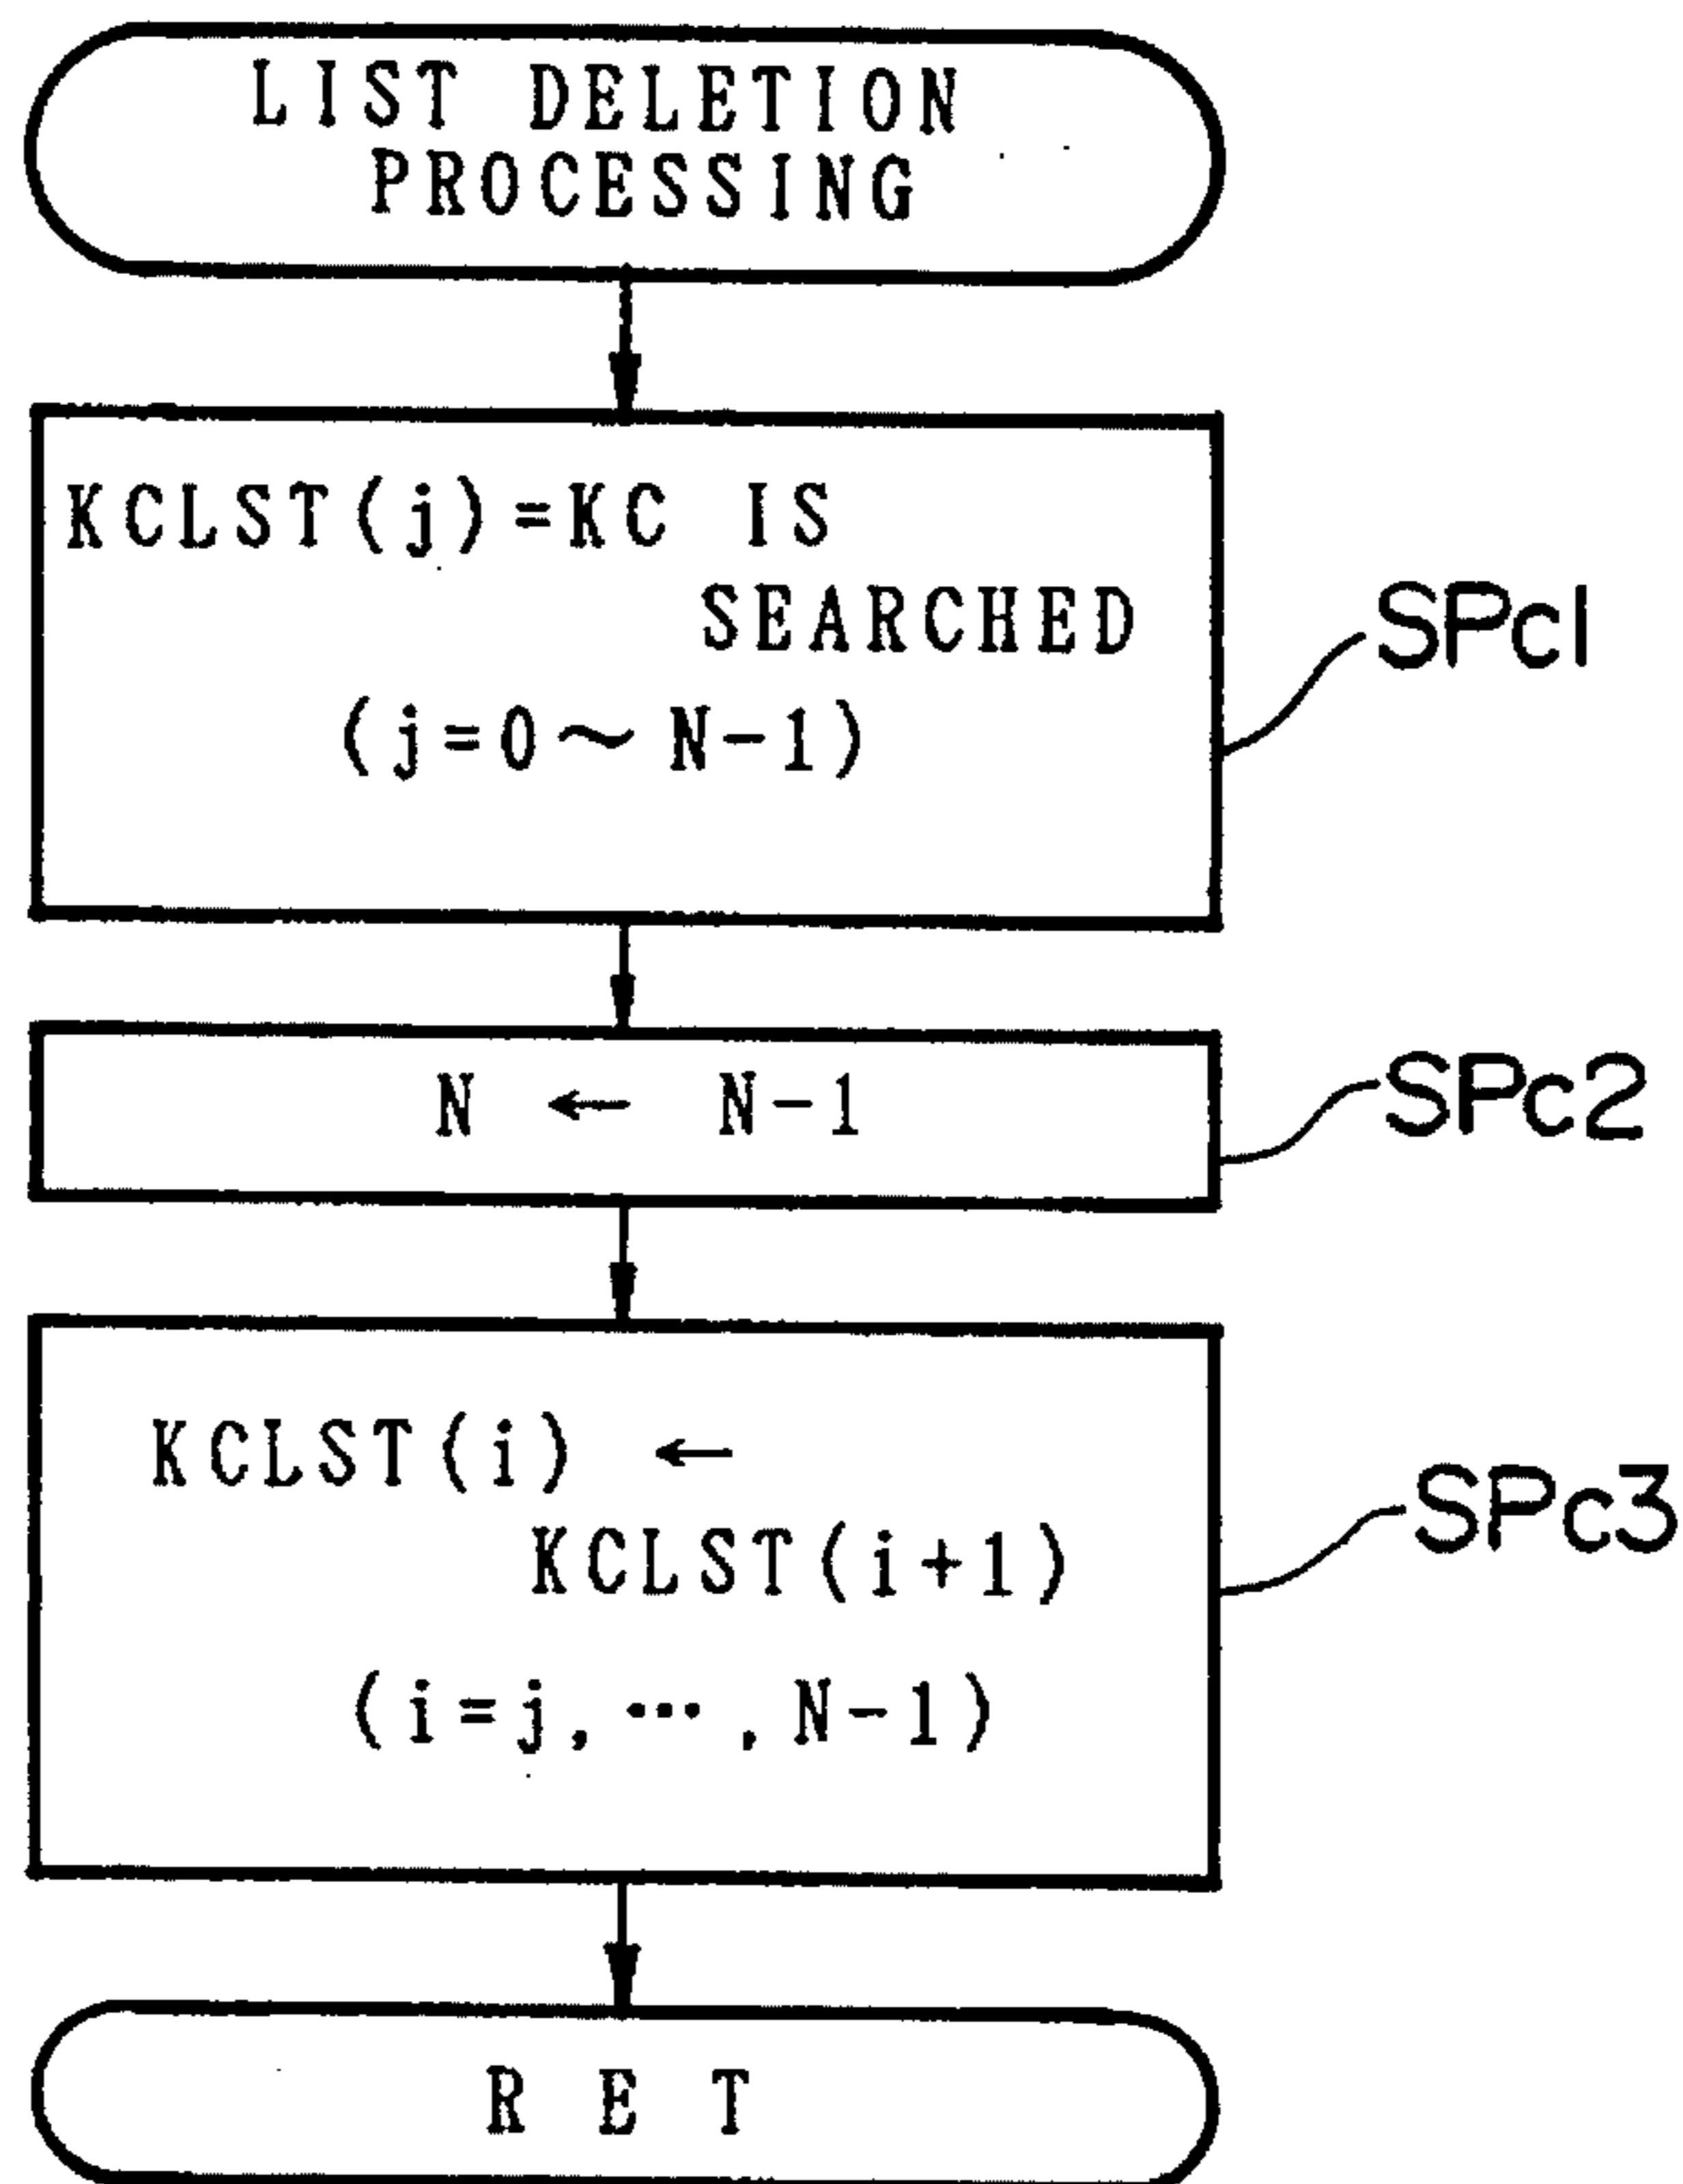 LIST DELETION
PROCESSING
KCLST(j)=KC IS
SEARCHED
(j=0～N-1)
SPc1
N ← N-1
SPc2
KCLST(i) ←
KCLST(i+1)
(i=j,…,N-1)
SPc3
RET